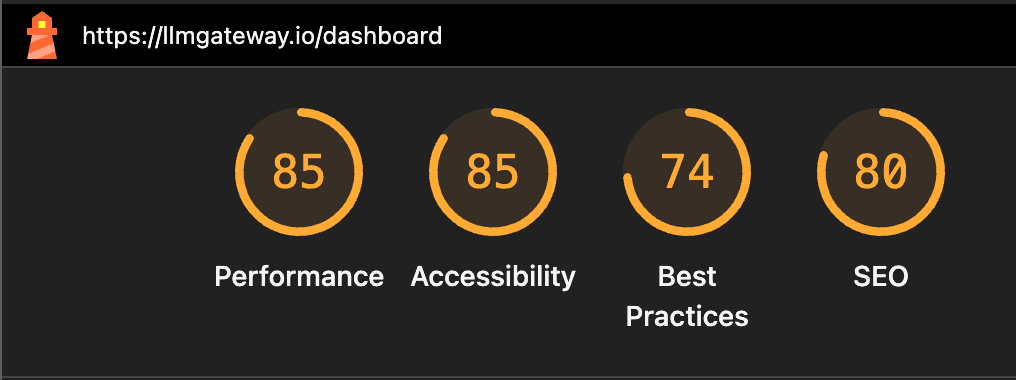 https://llmgateway.io/dashboard
85 85 74 80
Performance Accessibility Best Practices SEO